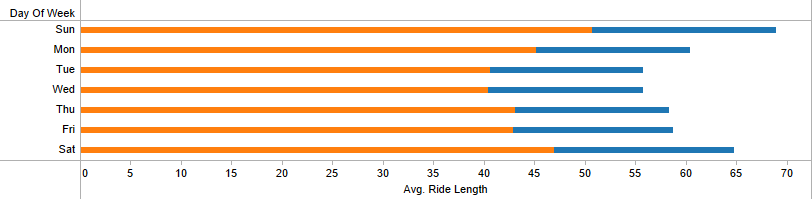 Day Of Week
Sun
Mon
Tue
Wed
Thu
Fri
Sat
0 5 10 15 20 25 30 35 40 45 50 55 60 65 70
Avg. Ride Length